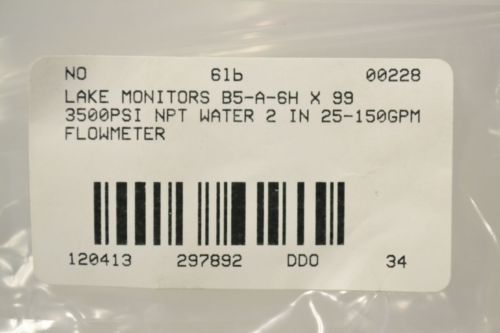 NO 61b 00228
LAKE MONITORS B5-A-6H X 99
3500PSI NPT WATER 2 IN 25-150GPM
FLOWMETER
120413 297892 DDO 34